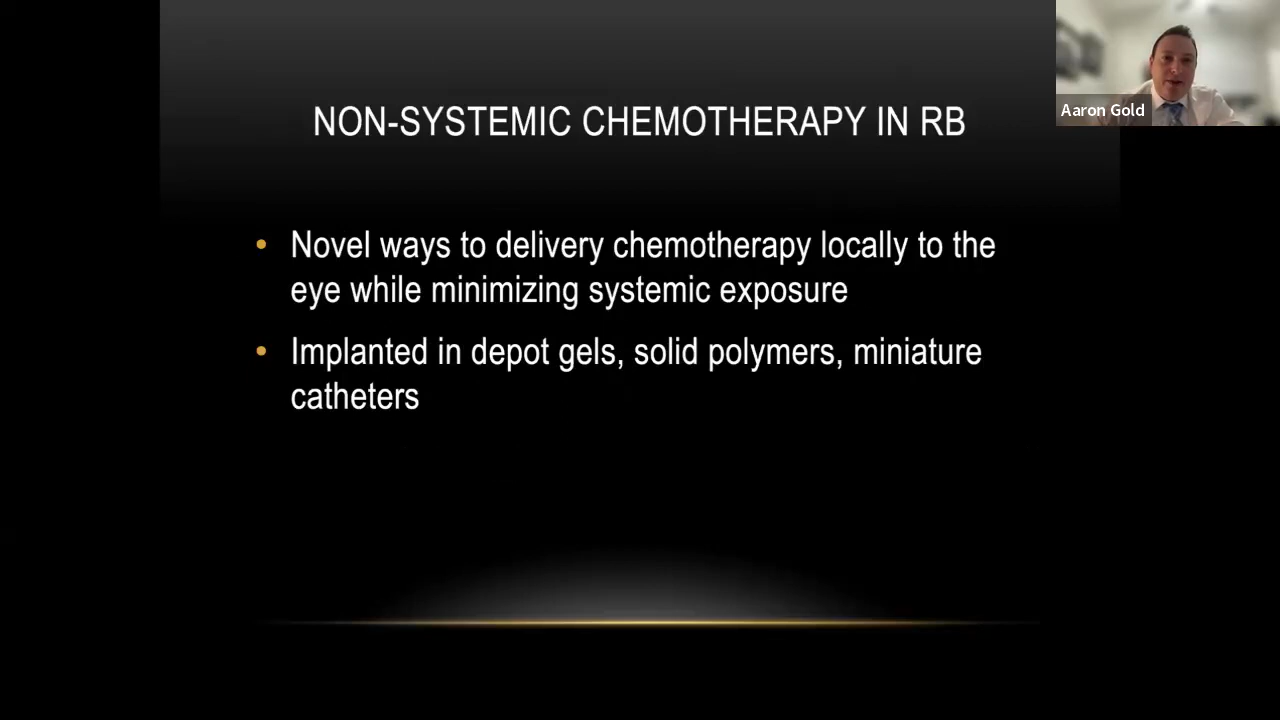 Aaron Gold
NON-SYSTEMIC CHEMOTHERAPY IN RB
• Novel ways to delivery chemotherapy locally to the
eye while minimizing systemic exposure
• Implanted in depot gels, solid polymers, miniature
catheters